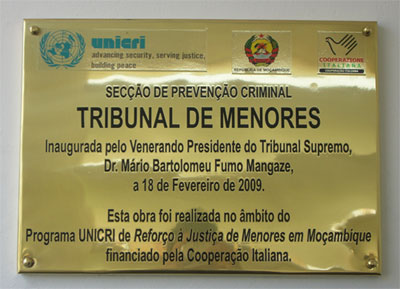 unicri
advancing security, serving justice,
building peace
REPÚBLICA DE MOÇAMBIQUE
COOPERAZIONE
ITALIANA
SECÇÃO DE PREVENÇÃO CRIMINAL
TRIBUNAL DE MENORES
Inaugurada pelo Venerando Presidente do Tribunal Supremo,
Dr. Mário Bartolomeu Fumo Mangaze,
a 18 de Fevereiro de 2009.
Esta obra foi realizada no âmbito do
Programa UNICRI de Reforço à Justiça de Menores em Moçambique
financiado pela Cooperação Italiana.